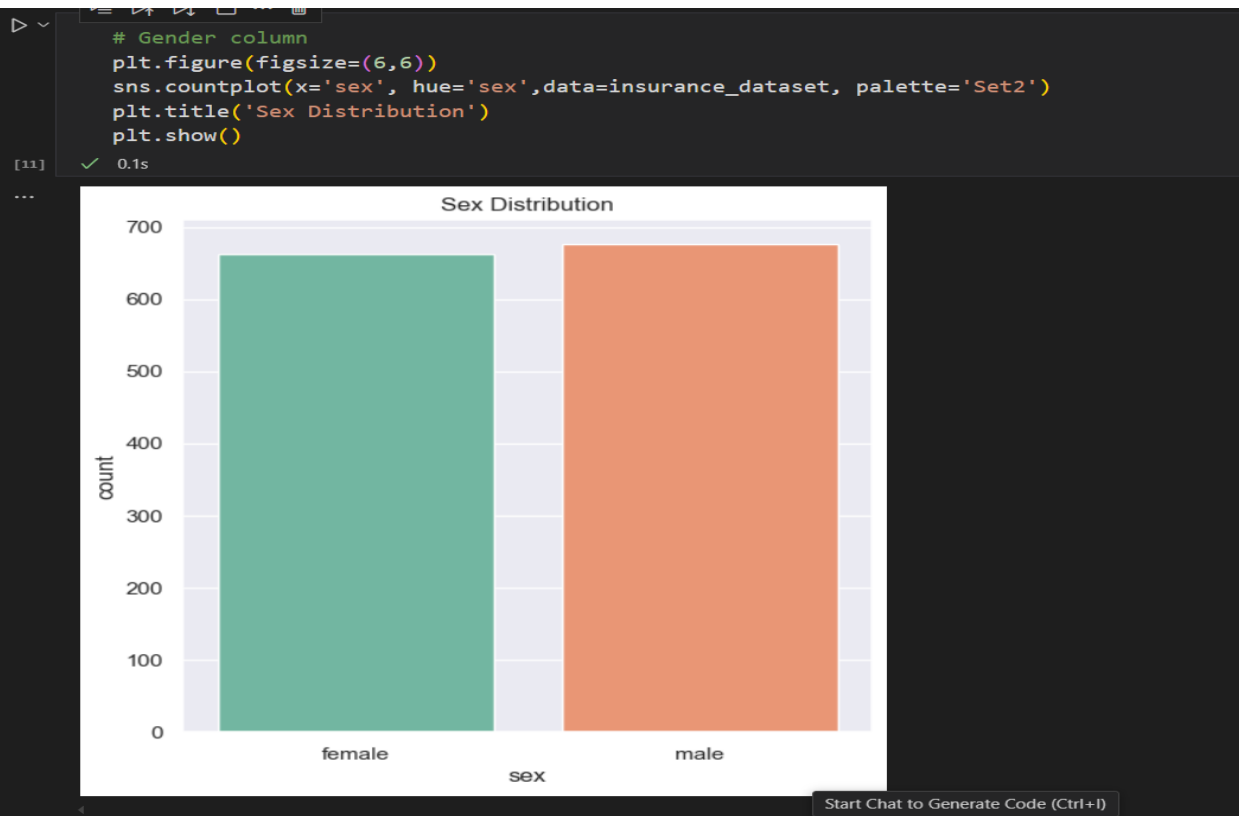 # Gender column
plt.figure(figsize=(6,6))
sns.countplot(x='sex', hue='sex',data=insurance_dataset, palette='Set2')
plt.title('Sex Distribution')
plt.show()
[11]
0.1s
...
Sex Distribution
700
600
500
400
300
200
100
0
count
female
male
sex
Start Chat to Generate Code (Ctrl+I)